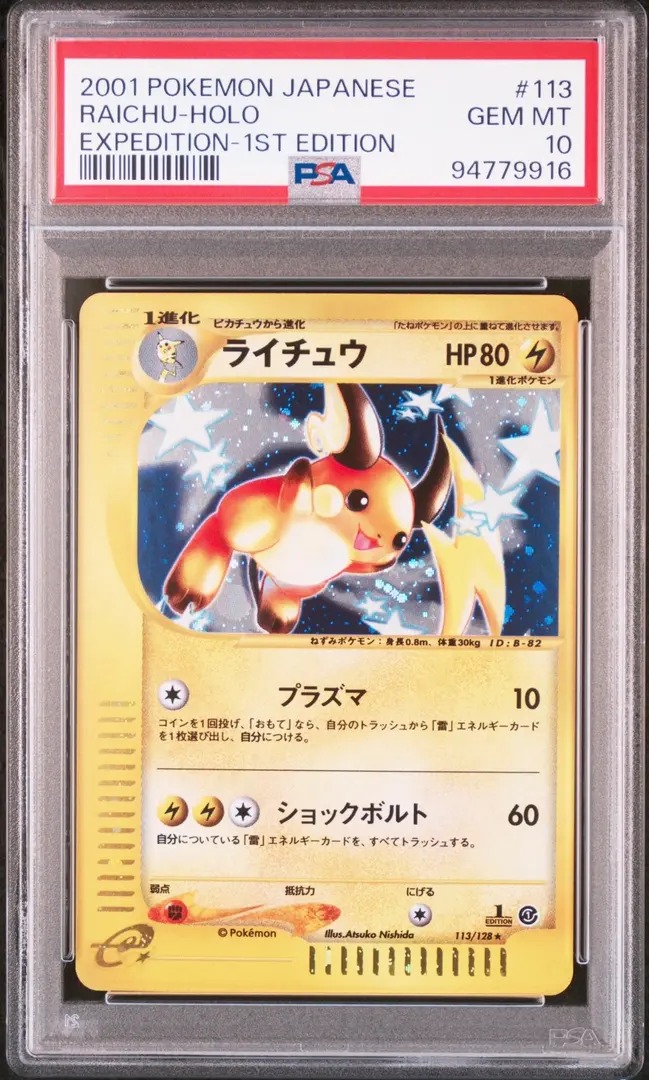 2001 POKEMON JAPANESE #113
RAICHU-HOLO GEM MT
EXPEDITION-1ST EDITION 10
PSA 94779916
1進化 ピカチュウから進化 「たねポケモン」の上に重ねて進化させます。
ライチュウ HP80
1進化ポケモン
ねずみポケモン:身長0.8m、体重30kg ID:B-82
プラズマ 10
コインを1回投げ、「おもて」なら、自分のトラッシュから「雷」エネルギーカード
を1枚選び出し、自分につける。
ショックボルト 60
自分についている「雷」エネルギーカードを、すべてトラッシュする。
弱点 抵抗力 にげる
1
EDITION
©Pokémon Illus.Atsuko Nishida 113/128★
PSA